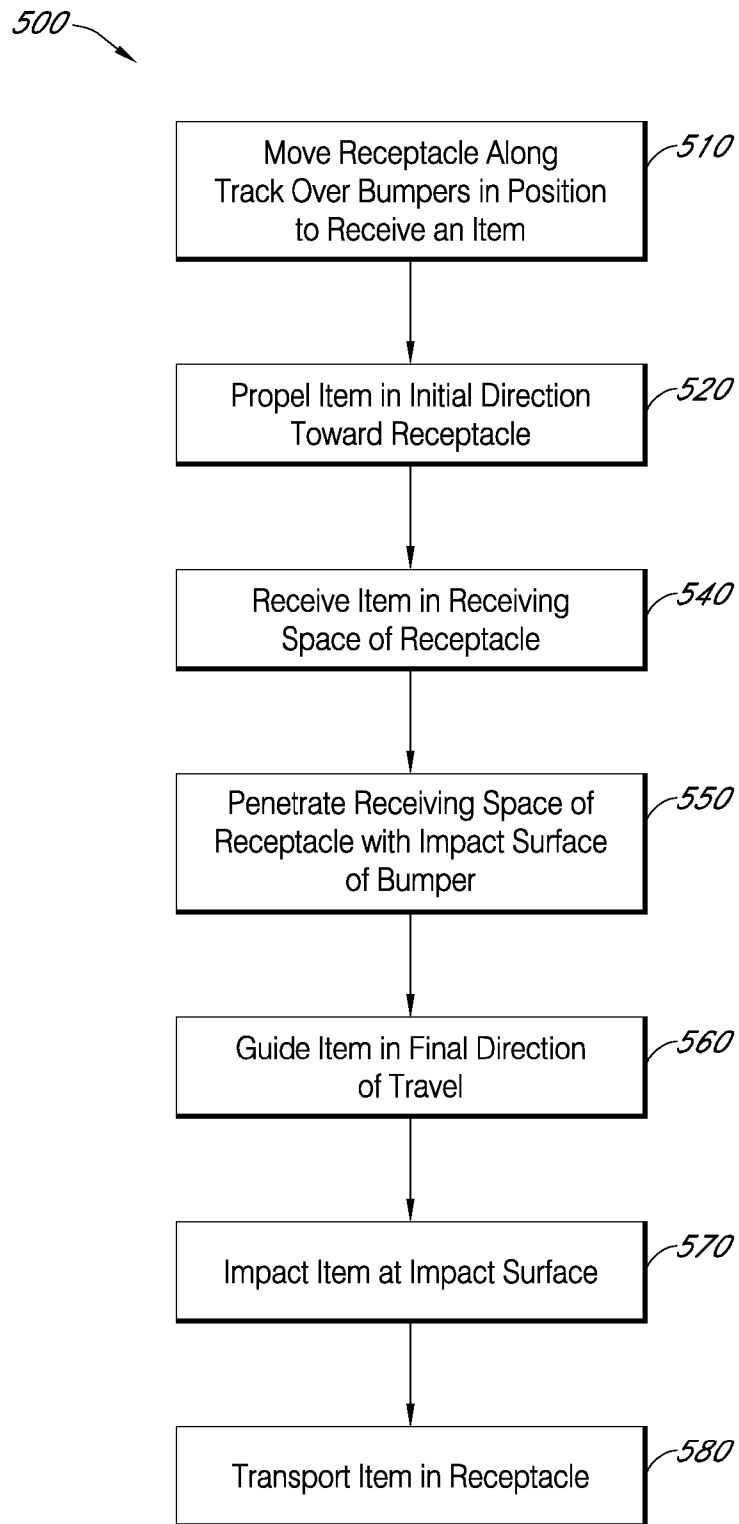 500
Move Receptacle Along
Track Over Bumpers in Position
to Receive an Item
510
Propel Item in Initial Direction
Toward Receptacle
520
Receive Item in Receiving
Space of Receptacle
540
Penetrate Receiving Space of
Receptacle with Impact Surface
of Bumper
550
Guide Item in Final Direction
of Travel
560
Impact Item at Impact Surface
570
Transport Item in Receptacle
580